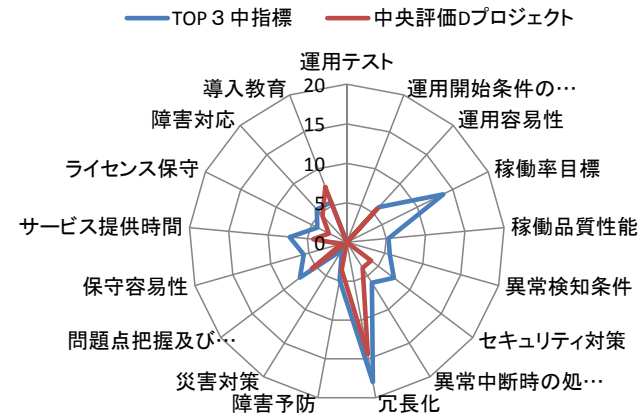 TOP３中指標
中央評価Dプロジェクト
運用テスト
運用開始条件の…
運用容易性
稼働率目標
稼働品質性能
異常検知条件
セキュリティ対策
異常中断時の処…
冗長化
障害予防
災害対策
問題点把握及び…
保守容易性
サービス提供時間
ライセンス保守
障害対応
導入教育
20
15
10
5
0